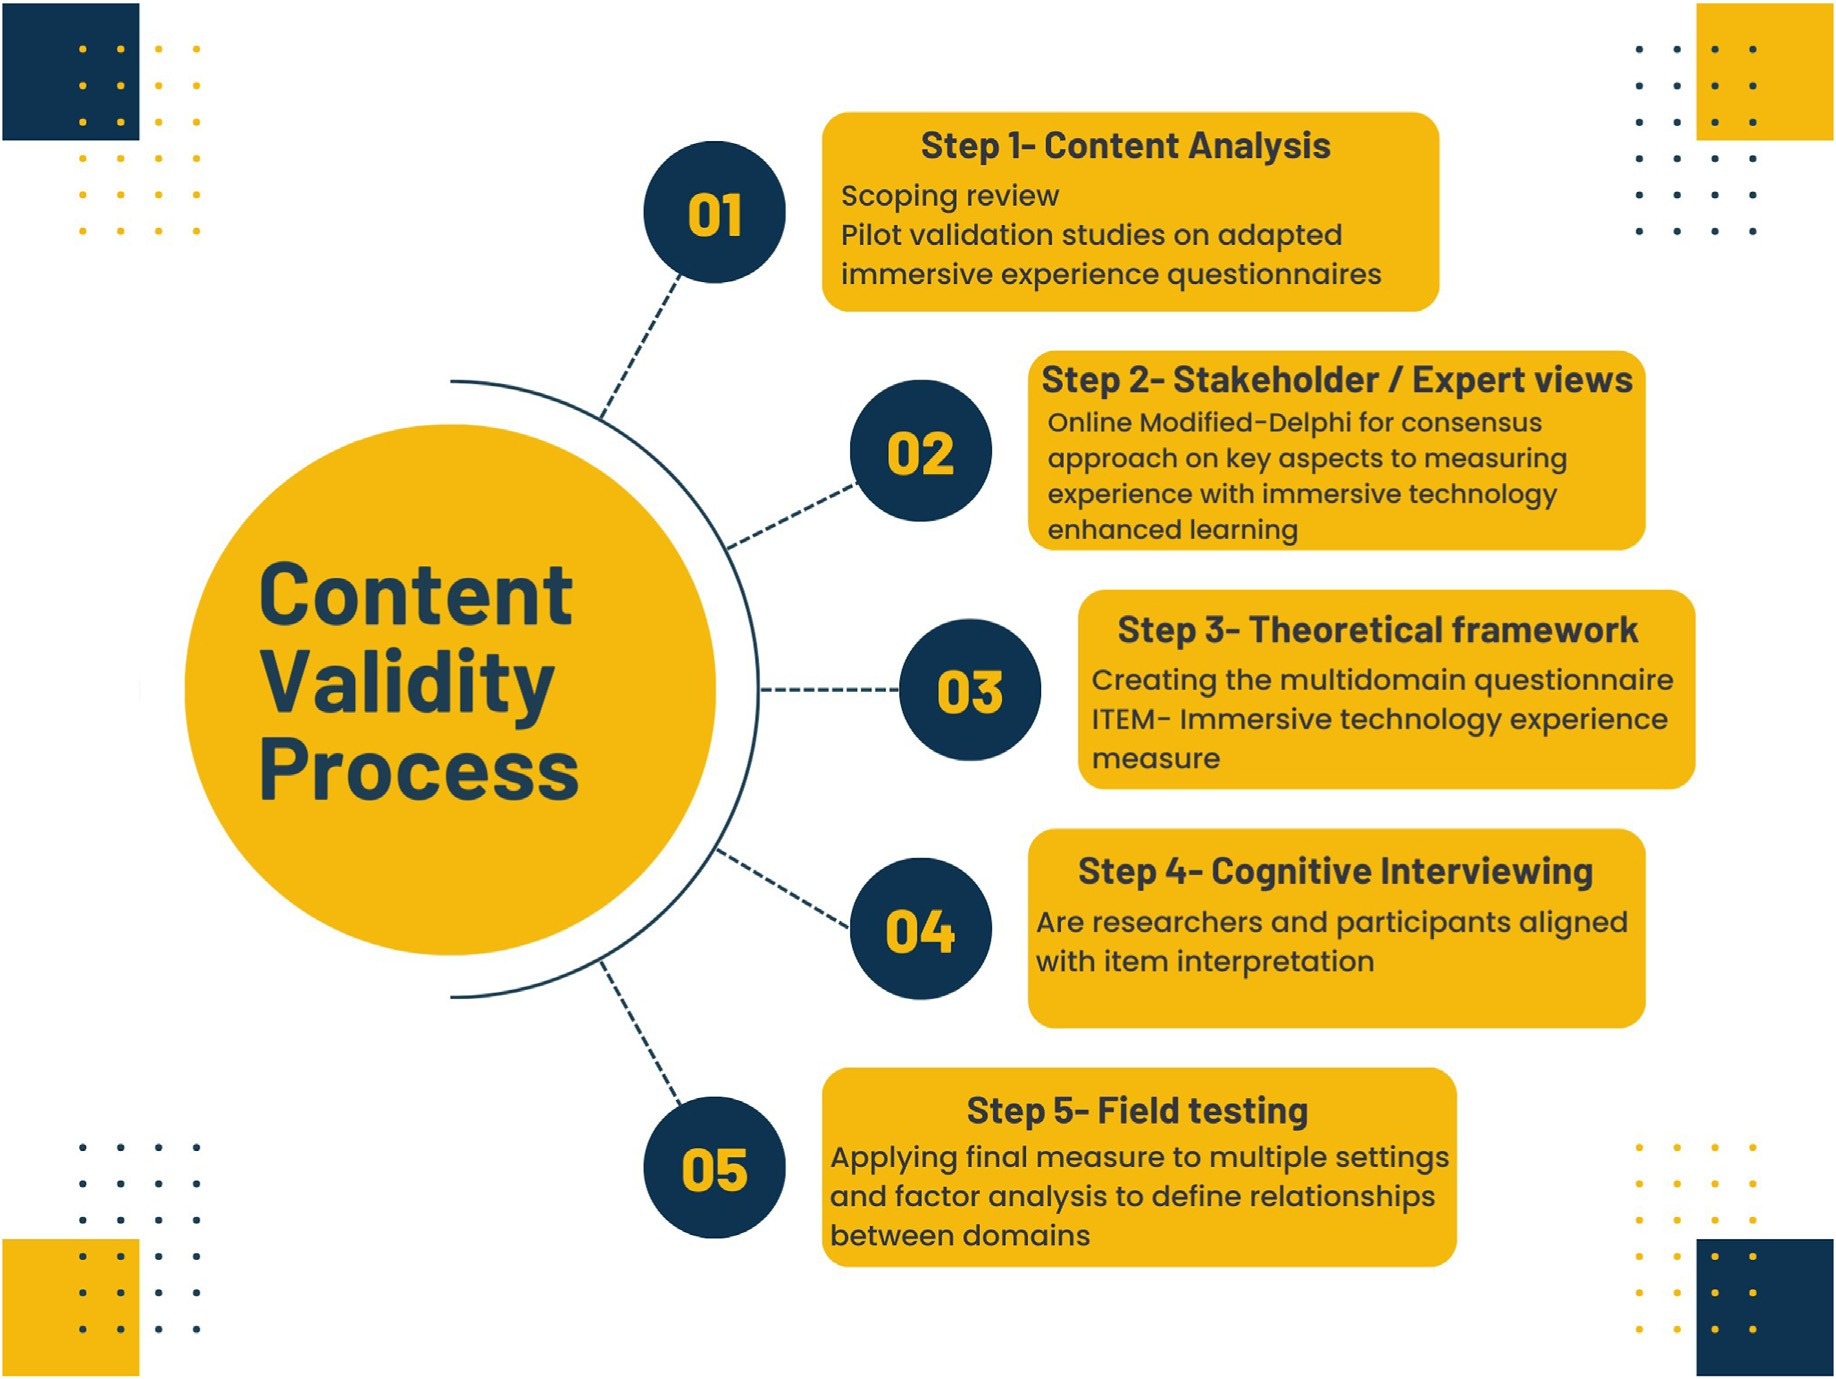 Content
Validity
Process
01
Step 1- Content Analysis
Scoping review
Pilot validation studies on adapted
immersive experience questionnaires
02
Step 2- Stakeholder / Expert views
Online Modified-Delphi for consensus
approach on key aspects to measuring
experience with immersive technology
enhanced learning
03
Step 3- Theoretical framework
Creating the multidomain questionnaire
ITEM- Immersive technology experience
measure
04
Step 4- Cognitive Interviewing
Are researchers and participants aligned
with item interpretation
05
Step 5- Field testing
Applying final measure to multiple settings
and factor analysis to define relationships
between domains